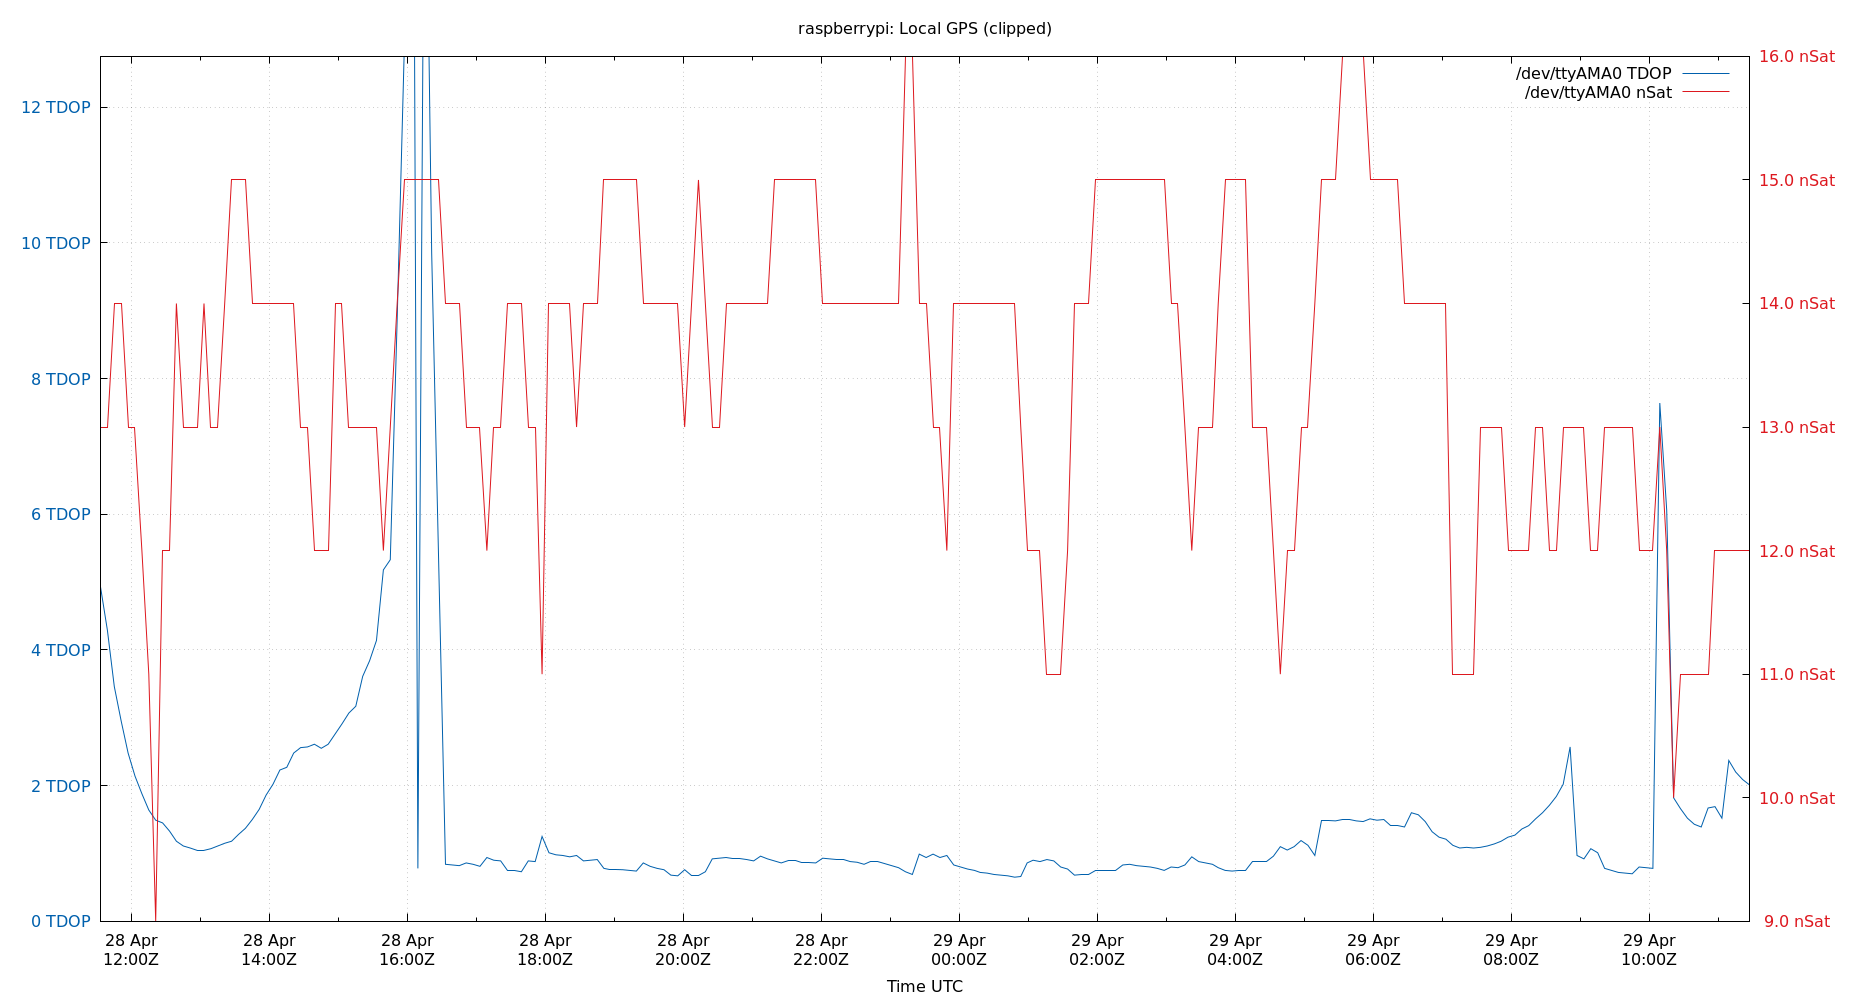 raspberrypi: Local GPS (clipped)
/dev/ttyAMA0 TDOP
/dev/ttyAMA0 nSat
12 TDOP
10 TDOP
8 TDOP
6 TDOP
4 TDOP
2 TDOP
0 TDOP
16.0 nSat
15.0 nSat
14.0 nSat
13.0 nSat
12.0 nSat
11.0 nSat
10.0 nSat
9.0 nSat
28 Apr
12:00Z
28 Apr
14:00Z
28 Apr
16:00Z
28 Apr
18:00Z
28 Apr
20:00Z
28 Apr
22:00Z
29 Apr
00:00Z
29 Apr
02:00Z
29 Apr
04:00Z
29 Apr
06:00Z
29 Apr
08:00Z
29 Apr
10:00Z
Time UTC